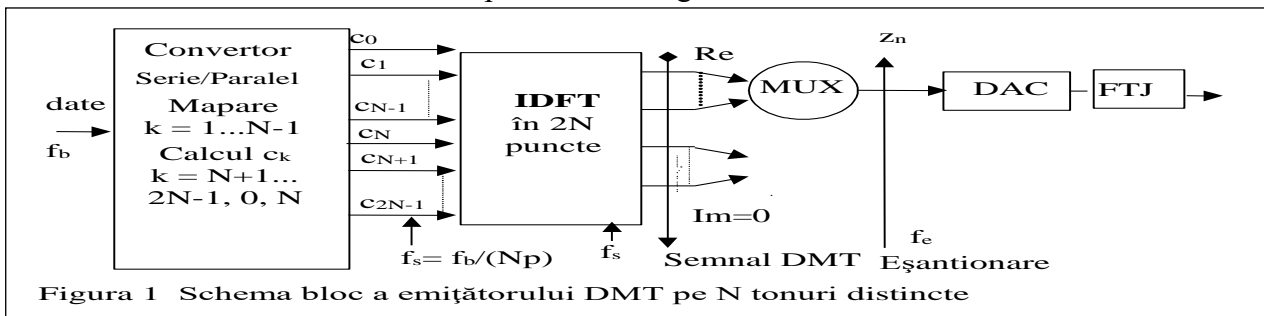 Convertor
Serie/Paralel
Mapare
k = 1...N-1
Calcul ck
k = N+1...
2N-1, 0, N
date
fb
c0
c1
cN-1
cN
cN+1
c2N-1
fs= fb/(Np)
IDFT
în 2N
puncte
fs
Re
Im=0
MUX
zn
DAC
FTJ
fe
Semnal DMT
Eşantionare
Figura 1 Schema bloc a emiţătorului DMT pe N tonuri distincte